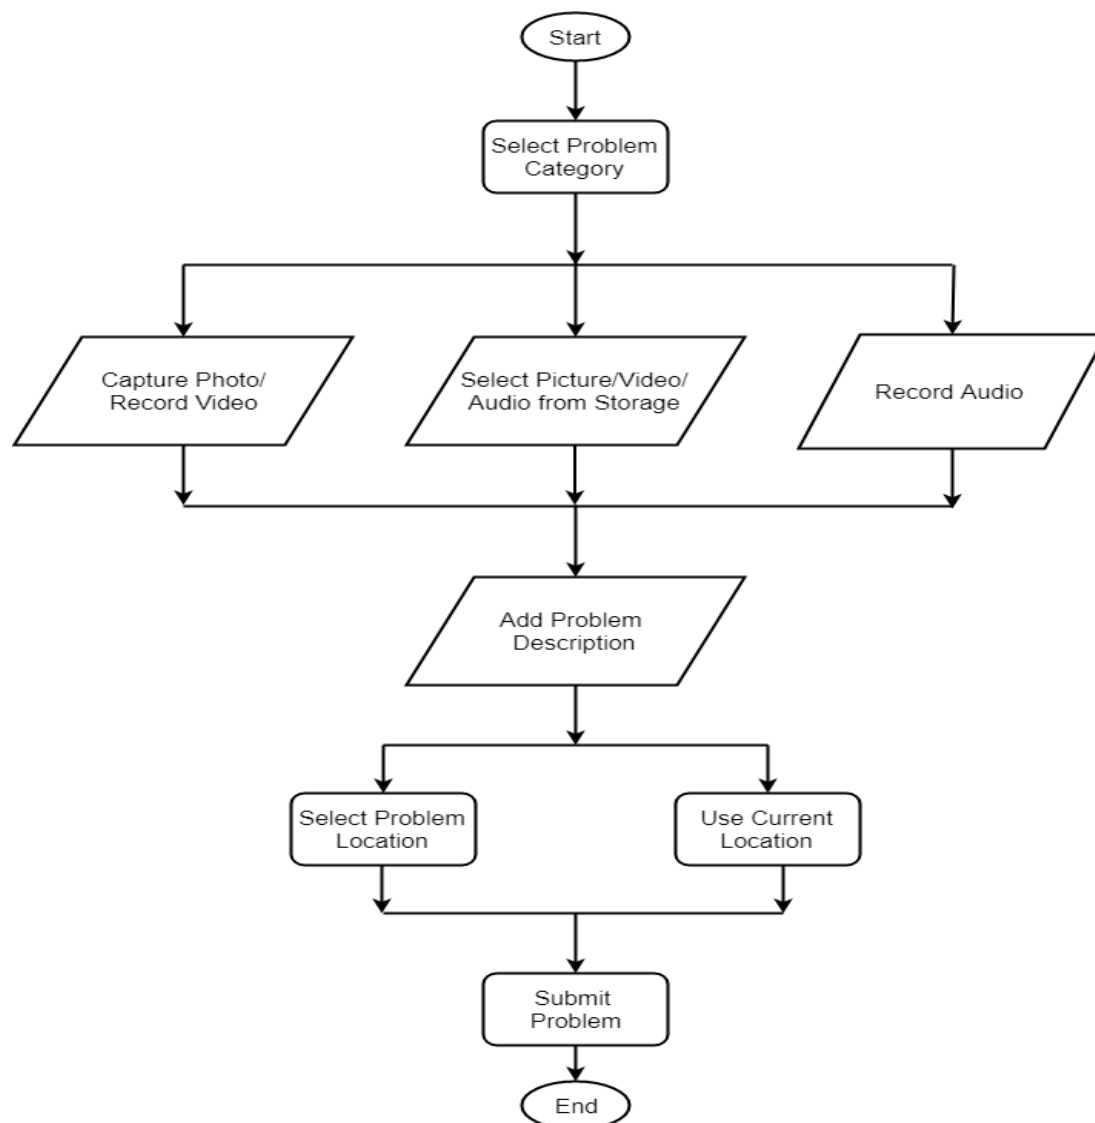 Start
Select Problem
Category
Capture Photo/
Record Video
Select Picture/Video/
Audio from Storage
Record Audio
Add Problem
Description
Select Problem
Location
Use Current
Location
Submit
Problem
End